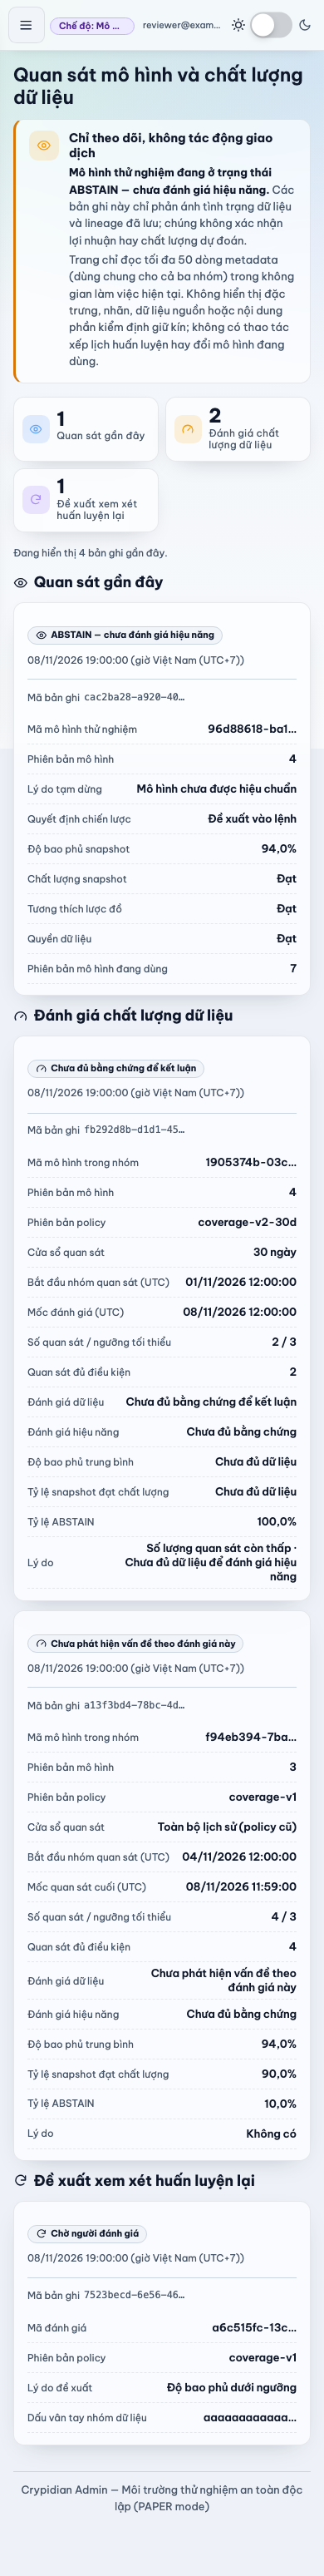 Chế độ: Mô ...
reviewer@exam...
Quan sát mô hình và chất lượng
dữ liệu
Chỉ theo dõi, không tác động giao
dịch
Mô hình thử nghiệm đang ở trạng thái
ABSTAIN — chưa đánh giá hiệu năng. Các
bản ghi này chỉ phản ánh tình trạng dữ liệu
và lineage đã lưu; chúng không xác nhận
lợi nhuận hay chất lượng dự đoán.
Trang chỉ đọc tối đa 50 dòng metadata
(dùng chung cho cả ba nhóm) trong không
gian làm việc hiện tại. Không hiển thị đặc
trưng, nhãn, dữ liệu nguồn hoặc nội dung
phần kiểm định giữ kín; không có thao tác
xếp lịch huấn luyện hay đổi mô hình đang
dùng.
1
Quan sát gần đây
2
Đánh giá chất
lượng dữ liệu
1
Đề xuất xem xét
huấn luyện lại
Đang hiển thị 4 bản ghi gần đây.
Quan sát gần đây
ABSTAIN — chưa đánh giá hiệu năng
08/11/2026 19:00:00 (giờ Việt Nam (UTC+7))
Mã bản ghi cac2ba28-a920-40…
Mã mô hình thử nghiệm 96d88618-ba1...
Phiên bản mô hình 4
Lý do tạm dừng Mô hình chưa được hiệu chuẩn
Quyết định chiến lược Đề xuất vào lệnh
Độ bao phủ snapshot 94,0%
Chất lượng snapshot Đạt
Tương thích lược đồ Đạt
Quyền dữ liệu Đạt
Phiên bản mô hình đang dùng 7
Đánh giá chất lượng dữ liệu
Chưa đủ bằng chứng để kết luận
08/11/2026 19:00:00 (giờ Việt Nam (UTC+7))
Mã bản ghi fb292d8b-d1d1-45…
Mã mô hình trong nhóm 1905374b-03c...
Phiên bản mô hình 4
Phiên bản policy coverage-v2-30d
Cửa sổ quan sát 30 ngày
Bắt đầu nhóm quan sát (UTC) 01/11/2026 12:00:00
Mốc đánh giá (UTC) 08/11/2026 12:00:00
Số quan sát / ngưỡng tối thiểu 2 / 3
Quan sát đủ điều kiện 2
Đánh giá dữ liệu Chưa đủ bằng chứng để kết luận
Đánh giá hiệu năng Chưa đủ bằng chứng
Độ bao phủ trung bình Chưa đủ dữ liệu
Tỷ lệ snapshot đạt chất lượng Chưa đủ dữ liệu
Tỷ lệ ABSTAIN 100,0%
Lý do Số lượng quan sát còn thấp ·
Chưa đủ dữ liệu để đánh giá hiệu
năng
Chưa phát hiện vấn đề theo đánh giá này
08/11/2026 19:00:00 (giờ Việt Nam (UTC+7))
Mã bản ghi a13f3bd4-78bc-4d…
Mã mô hình trong nhóm f94eb394-7ba...
Phiên bản mô hình 3
Phiên bản policy coverage-v1
Cửa sổ quan sát Toàn bộ lịch sử (policy cũ)
Bắt đầu nhóm quan sát (UTC) 04/11/2026 12:00:00
Mốc quan sát cuối (UTC) 08/11/2026 11:59:00
Số quan sát / ngưỡng tối thiểu 4 / 3
Quan sát đủ điều kiện 4
Đánh giá dữ liệu Chưa phát hiện vấn đề theo
đánh giá này
Đánh giá hiệu năng Chưa đủ bằng chứng
Độ bao phủ trung bình 94,0%
Tỷ lệ snapshot đạt chất lượng 90,0%
Tỷ lệ ABSTAIN 10,0%
Lý do Không có
Đề xuất xem xét huấn luyện lại
Chờ người đánh giá
08/11/2026 19:00:00 (giờ Việt Nam (UTC+7))
Mã bản ghi 7523becd-6e56-46…
Mã đánh giá a6c515fc-13c...
Phiên bản policy coverage-v1
Lý do đề xuất Độ bao phủ dưới ngưỡng
Dấu vân tay nhóm dữ liệu aaaaaaaaaaaa...
Crypidian Admin — Môi trường thử nghiệm an toàn độc
lập (PAPER mode)